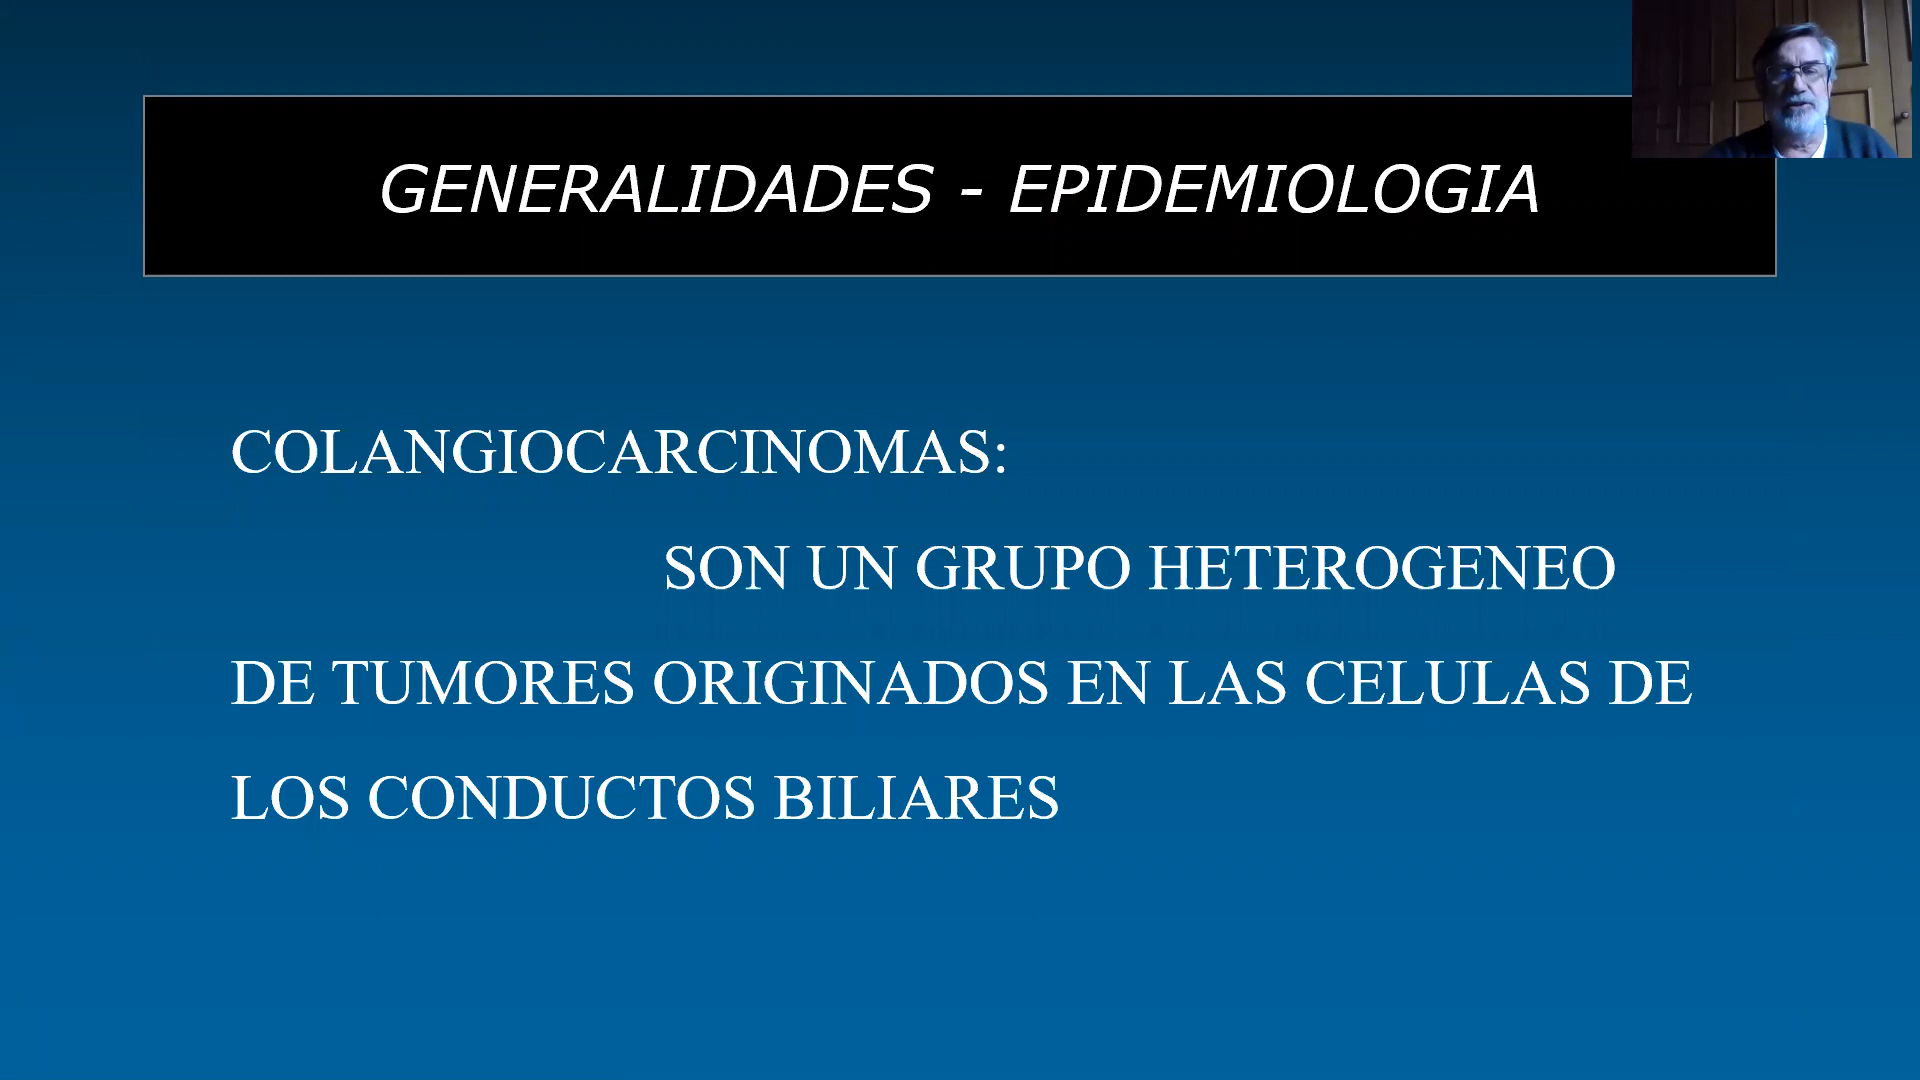 GENERALIDADES - EPIDEMIOLOGIA
COLANGIOCARCINOMAS:
SON UN GRUPO HETEROGENEO
DE TUMORES ORIGINADOS EN LAS CELULAS DE
LOS CONDUCTOS BILIARES